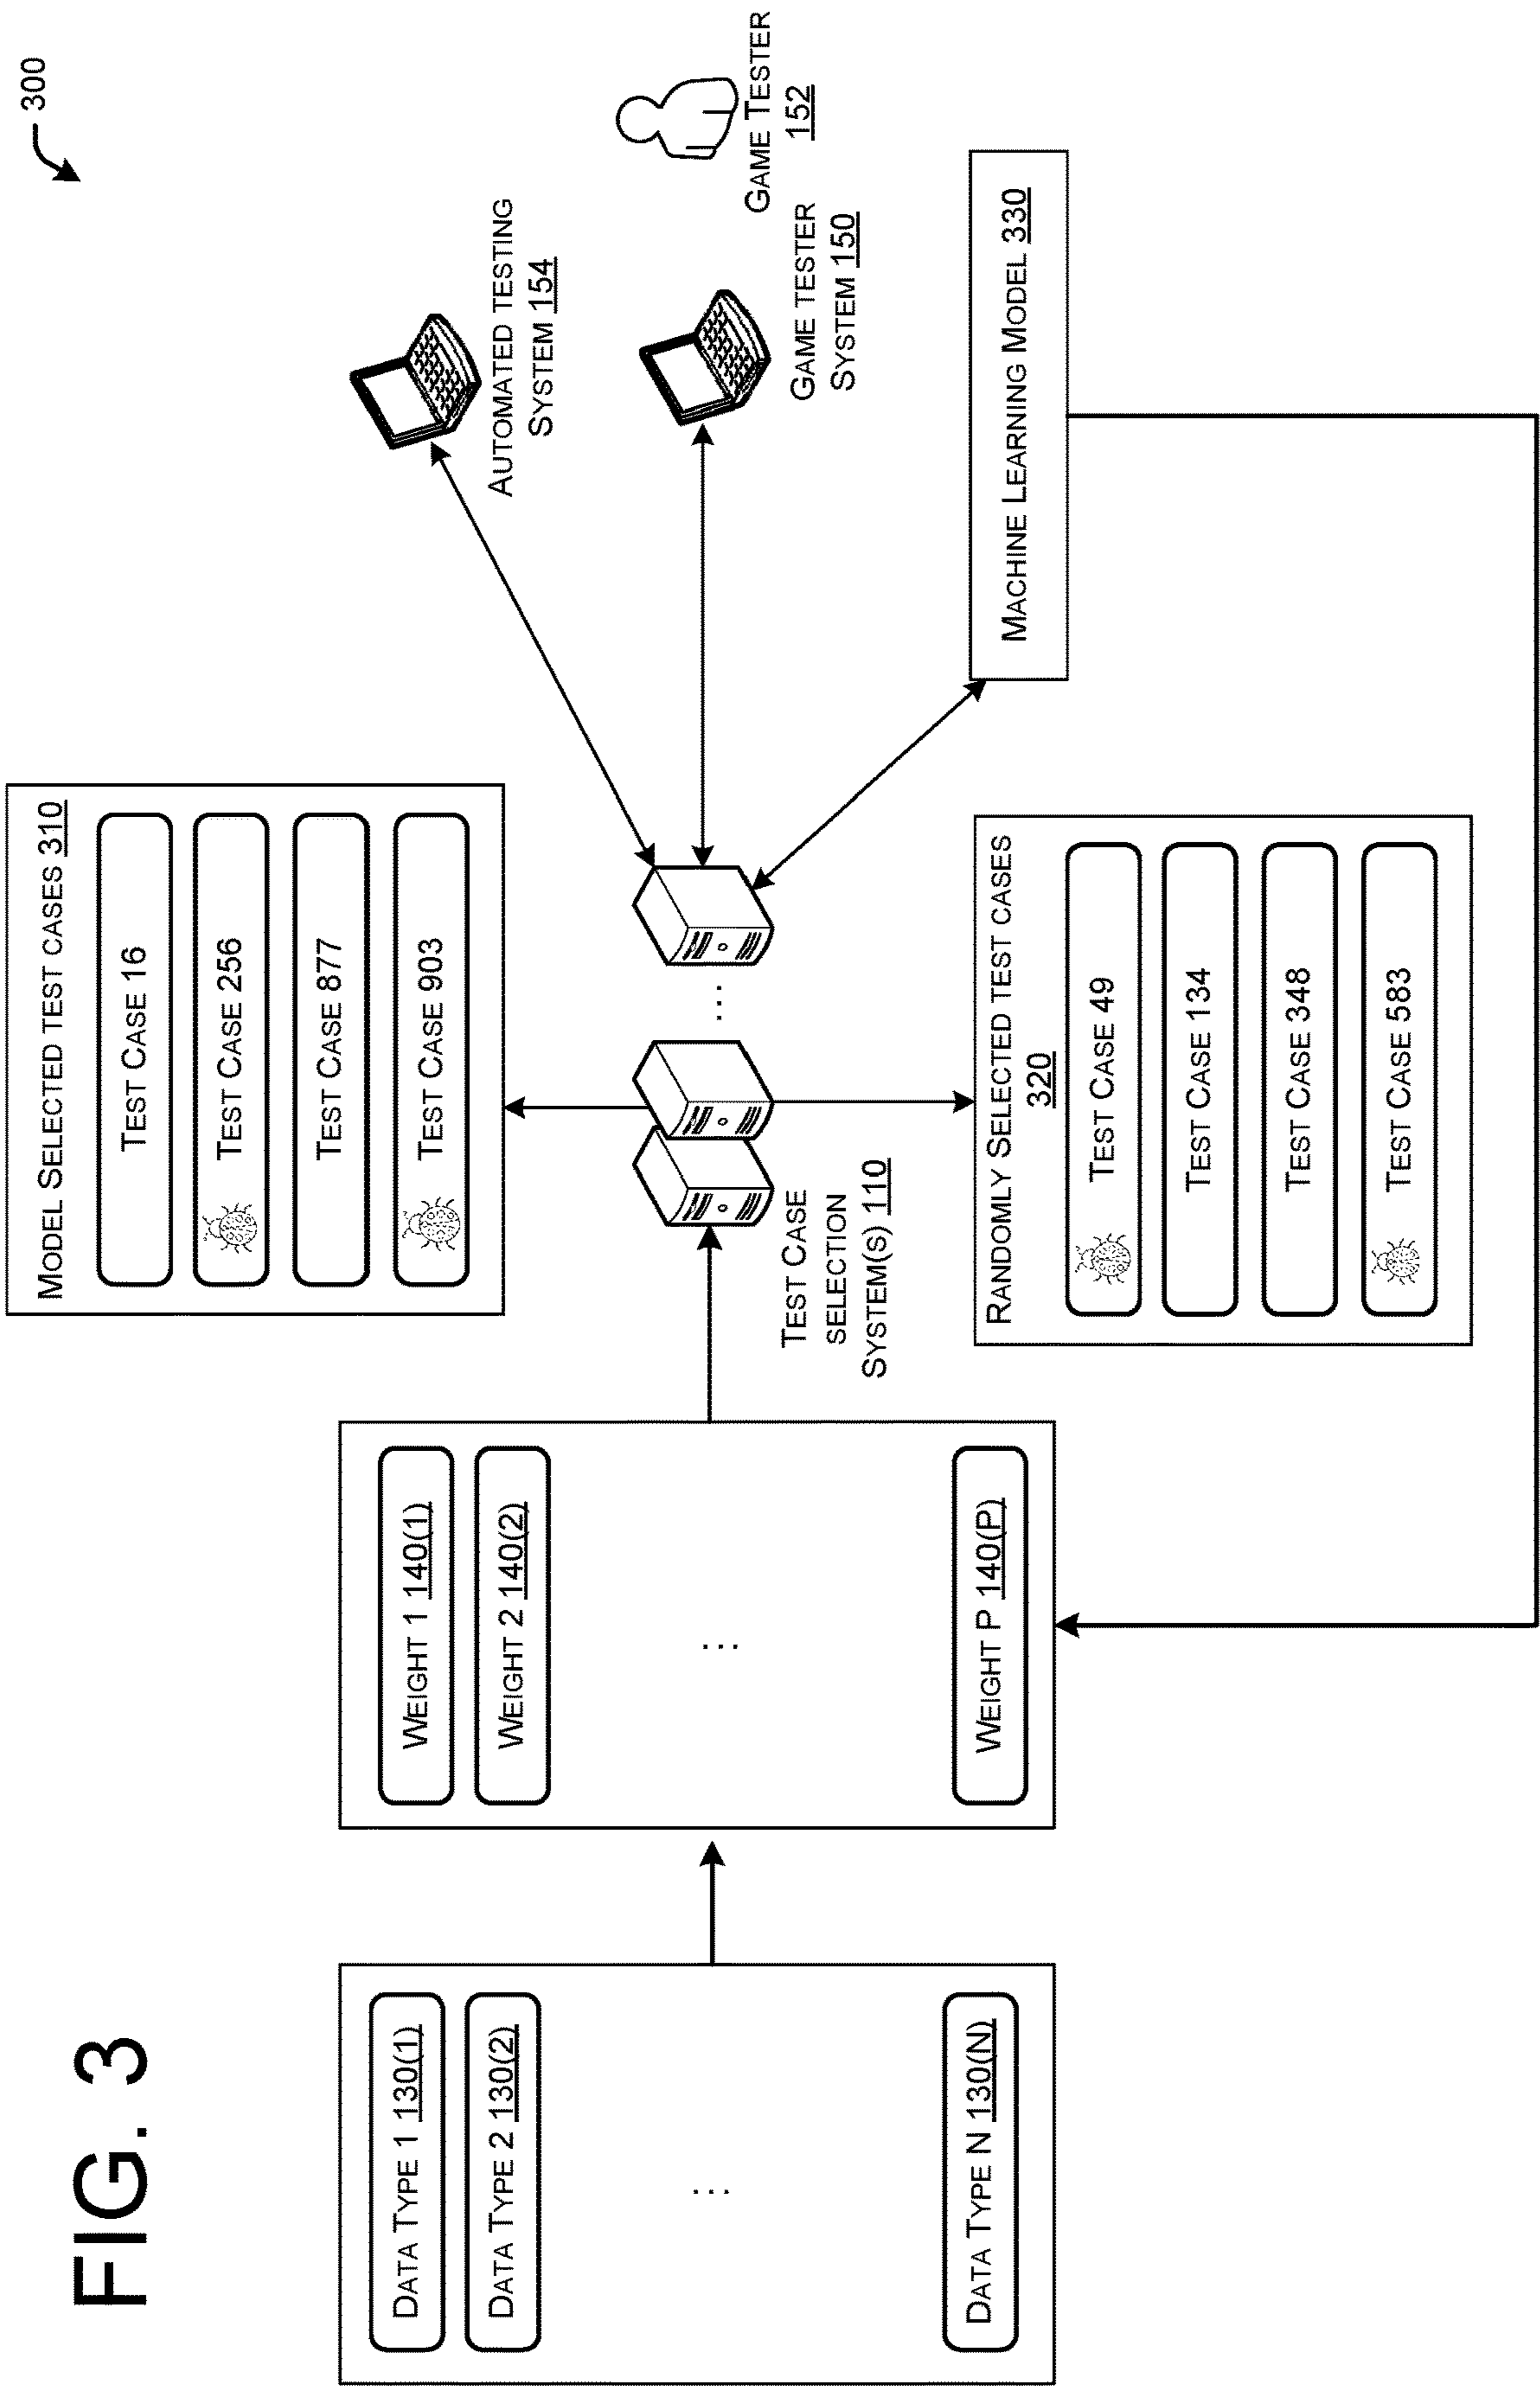 FIG. 3
300
DATA TYPE 1 130(1)
DATA TYPE 2 130(2)
...
DATA TYPE N 130(N)
WEIGHT 1 140(1)
WEIGHT 2 140(2)
...
WEIGHT P 140(P)
MODEL SELECTED TEST CASES 310
TEST CASE 16
TEST CASE 256
TEST CASE 877
TEST CASE 903
...
TEST CASE
SELECTION
SYSTEM(S) 110
RANDOMLY SELECTED TEST CASES
320
TEST CASE 49
TEST CASE 134
TEST CASE 348
TEST CASE 583
AUTOMATED TESTING
SYSTEM 154
GAME TESTER
SYSTEM 150
GAME TESTER
152
MACHINE LEARNING MODEL 330